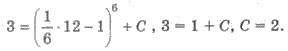 3 = (1/6 · 12 − 1)^6 + C , 3 = 1 + C, C = 2.